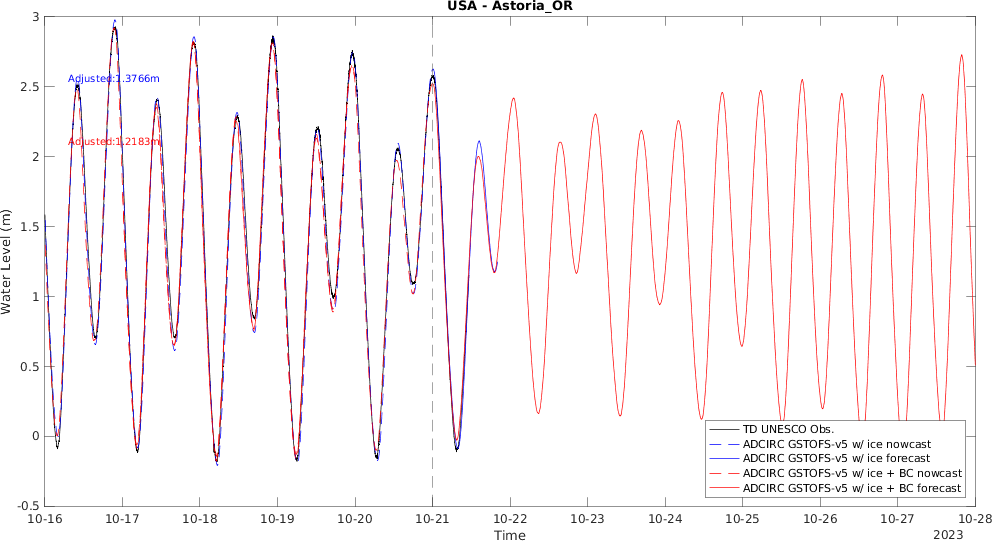 USA - Astoria_OR
3
2.5
2
1.5
1
0.5
0
-0.5
Water Level (m)
Adjusted:1.3766m
Adjusted:1.2183m
TD UNESCO Obs.
ADCIRC GSTOFS-v5 w/ ice nowcast
ADCIRC GSTOFS-v5 w/ ice forecast
ADCIRC GSTOFS-v5 w/ ice + BC nowcast
ADCIRC GSTOFS-v5 w/ ice + BC forecast
10-16 10-17 10-18 10-19 10-20 10-21 10-22 10-23 10-24 10-25 10-26 10-27 10-28
Time
2023